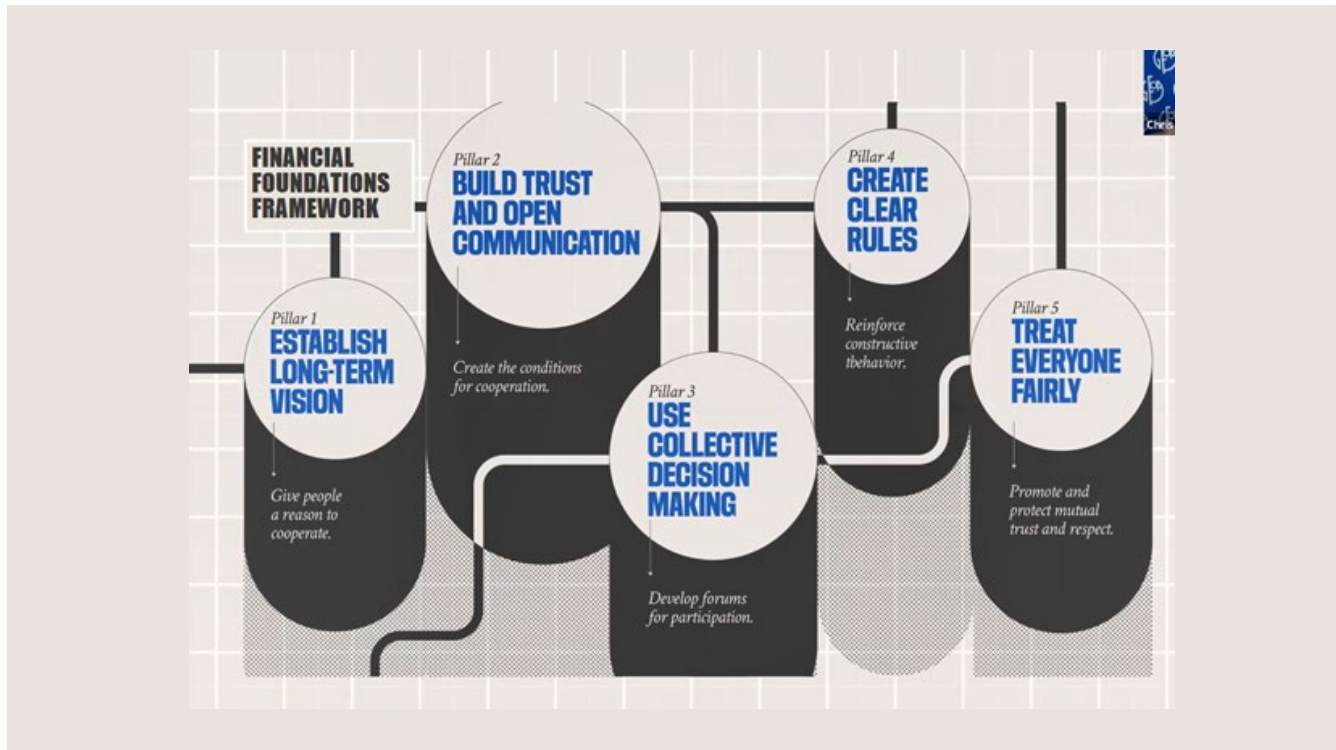 FINANCIAL
FOUNDATIONS
FRAMEWORK
Pillar 1
ESTABLISH
LONG-TERM
VISION
Give people
a reason to
cooperate.
Pillar 2
BUILD TRUST
AND OPEN
COMMUNICATION
Create the conditions
for cooperation.
Pillar 3
USE
COLLECTIVE
DECISION
MAKING
Develop forums
for participation.
Pillar 4
CREATE
CLEAR
RULES
Reinforce
constructive
tbehavior.
Pillar 5
TREAT
EVERYONE
FAIRLY
Promote and
protect mutual
trust and respect.
Chris